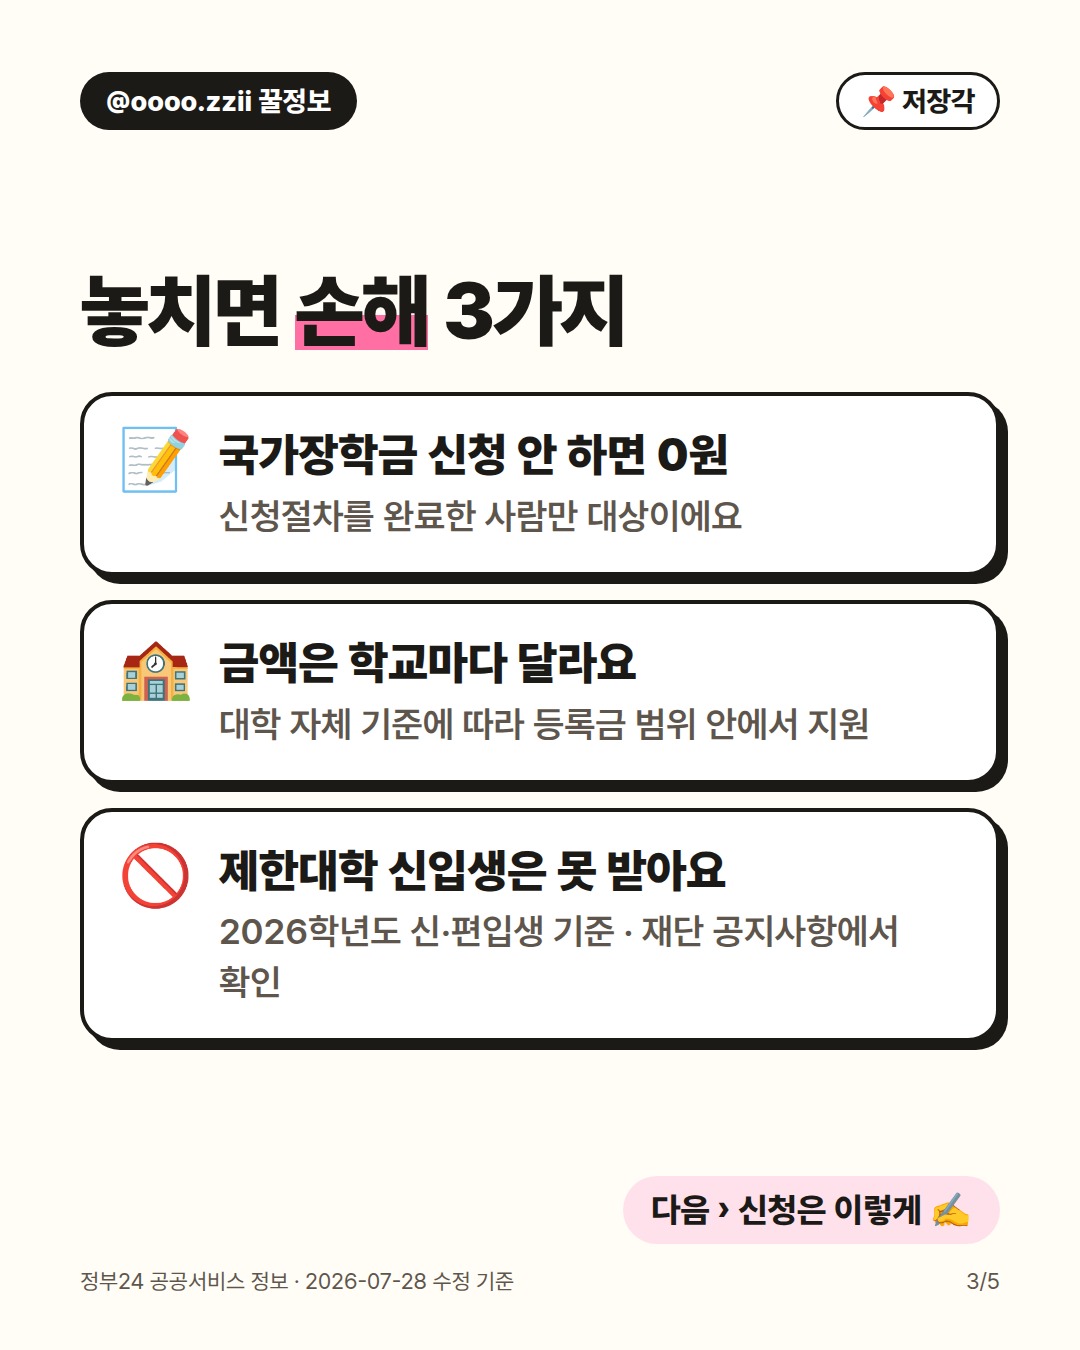 @oooo.zzii 꿀정보
📌 저장각
놓치면 손해 3가지
국가장학금 신청 안 하면 0원
신청절차를 완료한 사람만 대상이에요
금액은 학교마다 달라요
대학 자체 기준에 따라 등록금 범위 안에서 지원
제한대학 신입생은 못 받아요
2026학년도 신·편입생 기준 · 재단 공지사항에서
확인
다음 › 신청은 이렇게 ✍️
정부24 공공서비스 정보 · 2026-07-28 수정 기준
3/5